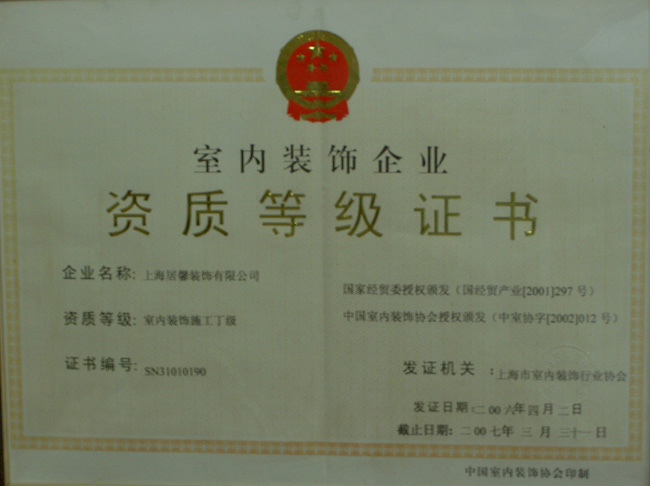 室内装饰企业
资质等级证书
企业名称: 上海居馨装饰有限公司
资质等级: 室内装饰施工丁级
证书编号: SN31010190
国家经贸委授权颁发（国经贸产业[2001]297号）
中国室内装饰协会授权颁发（中室协字[2002]012号）
发证机关 : 上海市室内装饰行业协会
发证日期: 二00六年四月二日
截止日期: 二00七年三月三十一日
中国室内装饰协会印制